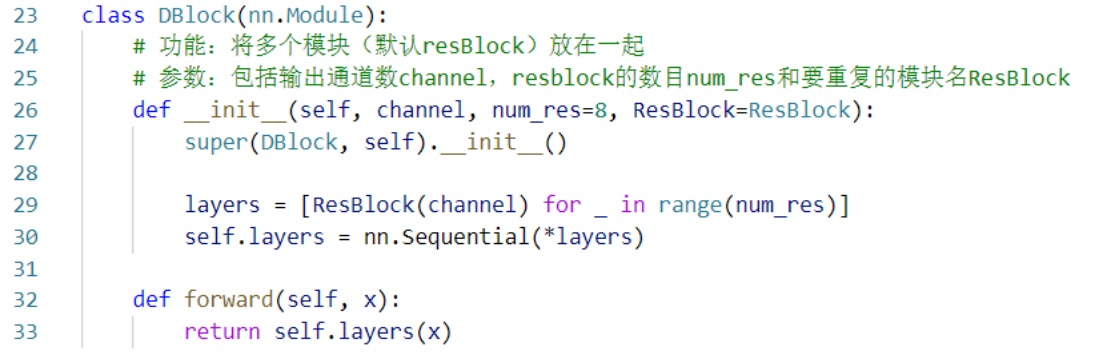 23 class DBlock(nn.Module):
24     # 功能：将多个模块（默认resBlock）放在一起
25     # 参数：包括输出通道数channel，resblock的数目num_res和要重复的模块名ResBlock
26     def __init__(self, channel, num_res=8, ResBlock=ResBlock):
27         super(DBlock, self).__init__()
28
29         layers = [ResBlock(channel) for _ in range(num_res)]
30         self.layers = nn.Sequential(*layers)
31
32     def forward(self, x):
33         return self.layers(x)